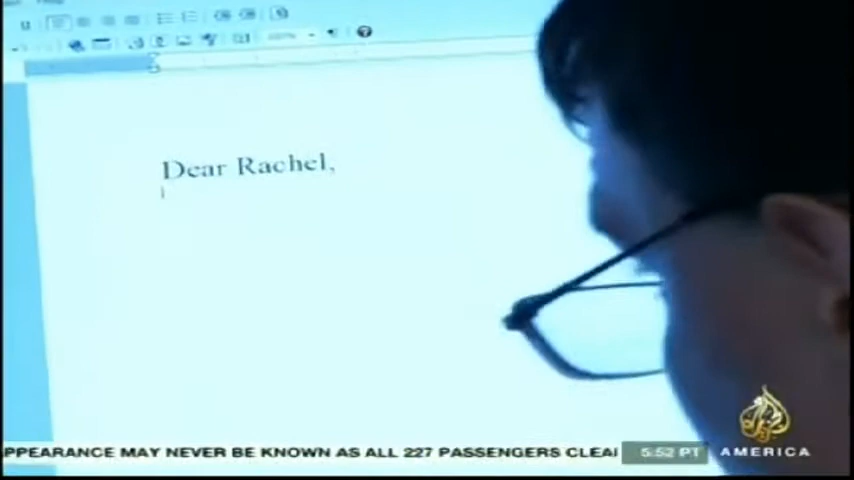 Dear Rachel,
PPEARANCE MAY NEVER BE KNOWN AS ALL 227 PASSENGERS CLEA
5:52 PT
AMERICA